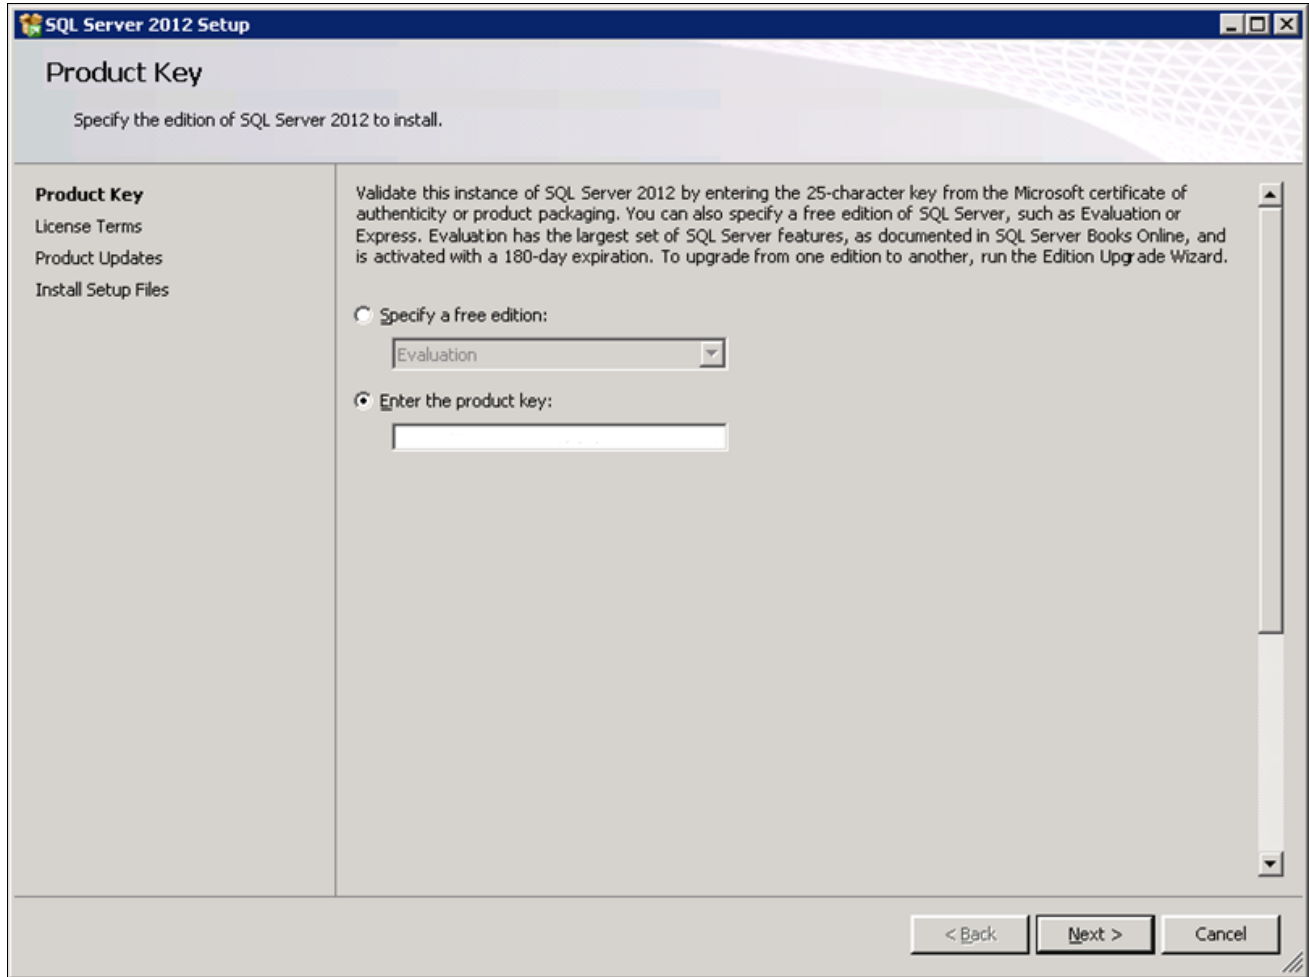 SQL Server 2012 Setup
Product Key
Specify the edition of SQL Server 2012 to install.
Product Key
License Terms
Product Updates
Install Setup Files
Validate this instance of SQL Server 2012 by entering the 25-character key from the Microsoft certificate of
authenticity or product packaging. You can also specify a free edition of SQL Server, such as Evaluation or
Express. Evaluation has the largest set of SQL Server features, as documented in SQL Server Books Online, and
is activated with a 180-day expiration. To upgrade from one edition to another, run the Edition Upgrade Wizard.
Specify a free edition:
Evaluation
Enter the product key:
< Back
Next >
Cancel